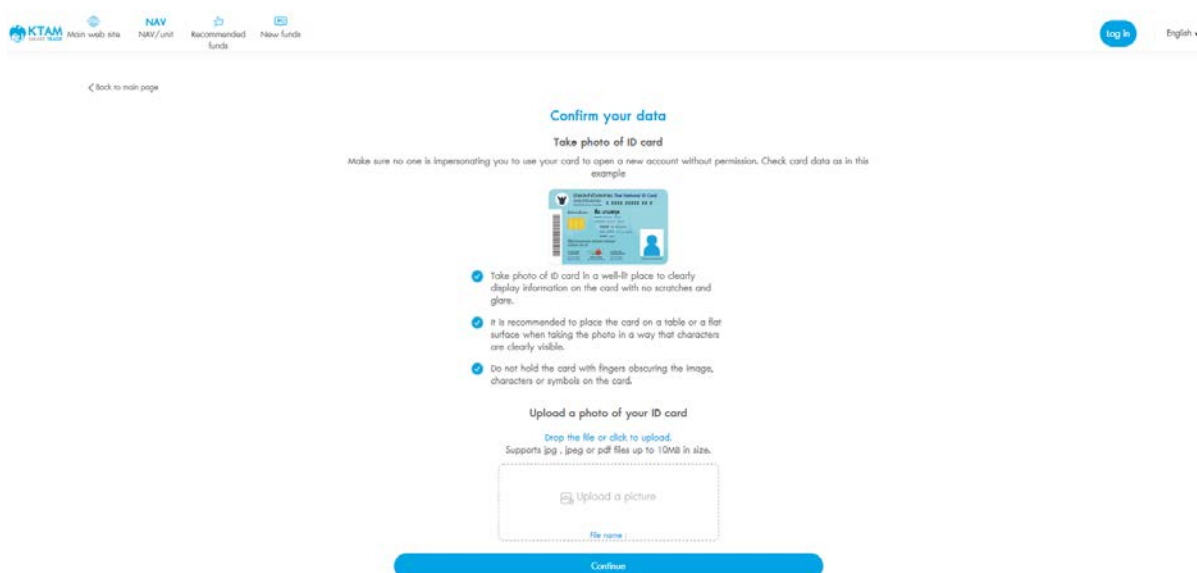 KTAM
SMART TRADE
Main web site
NAV
NAV/unit
Recommended
funds
New funds
Log in
English
Back to main page
Confirm your data
Take photo of ID card
Make sure no one is impersonating you to use your card to open a new account without permission. Check card data as in this
example
Thai National ID Card
Take photo of ID card in a well-lit place to clearly
display information on the card with no scratches and
glare.
It is recommended to place the card on a table or a flat
surface when taking the photo in a way that characters
are clearly visible.
Do not hold the card with fingers obscuring the image,
characters or symbols on the card.
Upload a photo of your ID card
Drop the file or click to upload.
Supports jpg , jpeg or pdf files up to 10MB in size.
Upload a picture
File name :
Continue